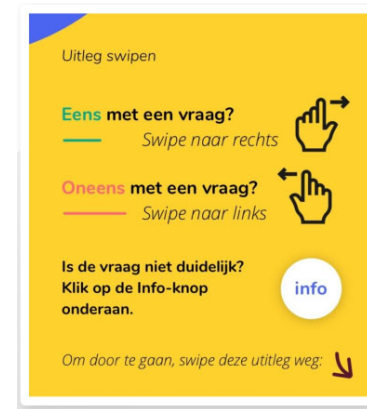 Uitleg swipen
Eens met een vraag?
Swipe naar rechts
Oneens met een vraag?
Swipe naar links
Is de vraag niet duidelijk?
Klik op de Info-knop
onderaan.
info
Om door te gaan, swipe deze utitleg weg: